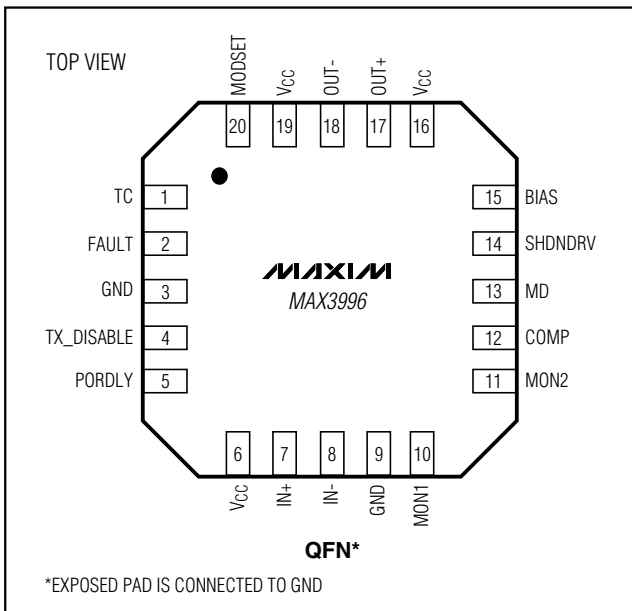 TOP VIEW
MODSET
VCC
OUT-
OUT+
VCC
20
19
18
17
16
TC 1
FAULT 2
GND 3
TX_DISABLE 4
PORDLY 5
15 BIAS
14 SHDNDRV
13 MD
12 COMP
11 MON2
MAXIM
MAX3996
6
7
8
9
10
VCC
IN+
IN-
GND
MON1
QFN*
*EXPOSED PAD IS CONNECTED TO GND